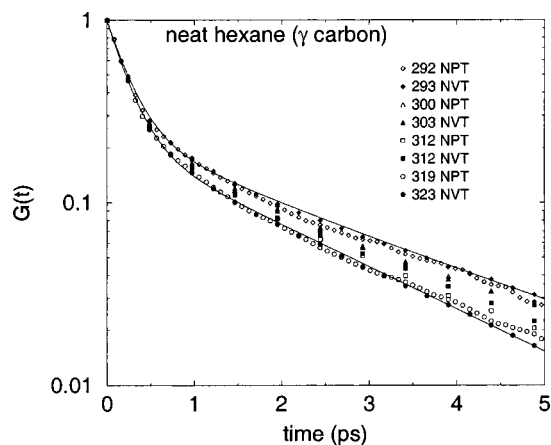 neat hexane (γ carbon)
292 NPT
293 NVT
300 NPT
303 NVT
312 NPT
312 NVT
319 NPT
323 NVT
1
0.1
0.01
G(t)
0 1 2 3 4 5
time (ps)